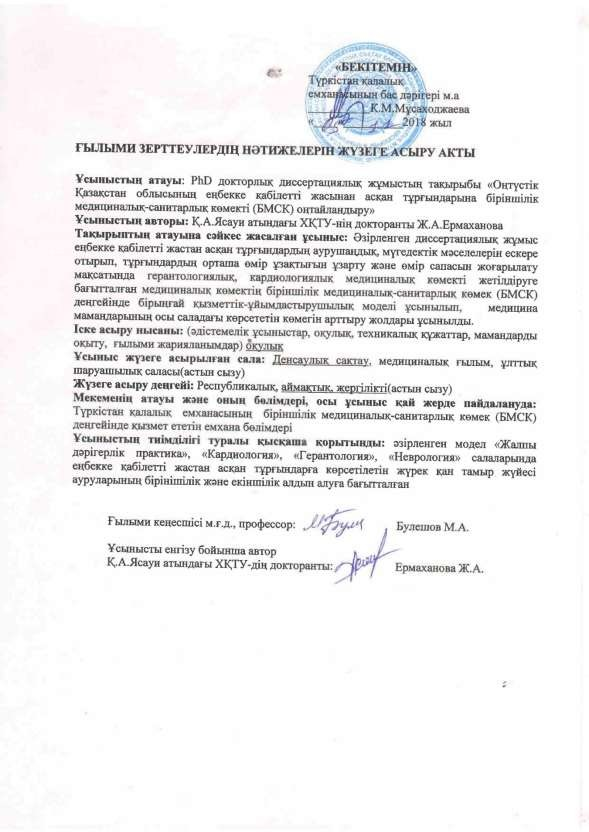 «БЕКІТЕМІН»
Түркістан қалалық
емханасының бас дәрігері м.а
К.М.Мұсаходжаева
« 2018 жыл
ҒЫЛЫМИ ЗЕРТТЕУЛЕРДІҢ НӘТИЖЕЛЕРІН ЖҮЗЕГЕ АСЫРУ АКТЫ
Ұсыныстың атауы: PhD докторлық диссертациялық жұмыстың тақырыбы «Оңтүстік
Қазақстан облысының еңбекке қабілетті жасынан асқан тұрғындарына біріншілік
медициналық-санитарлық көмекті (БМСК) оңтайландыру»
Ұсыныстың авторы: Қ.А.Ясауи атындағы ХҚТУ-нің докторанты Ж.А.Ермаханова
Тақырыптың атауына сәйкес жасалған ұсыныс: Әзірленген диссертациялық жұмыс
еңбекке қабілетті жастан асқан тұрғындардың аурушаңдық, мүгедектік мәселелерін ескере
отырып, тұрғындардың орташа өмір ұзақтығын ұзарту және өмір сапасын жоғарылату
мақсатында герантологиялық, кардиологиялық медициналық көмекті жетілдіруге
бағытталған медициналық көмектің біріншілік медициналық-санитарлық көмек (БМСК)
деңгейінде бірыңғай қызметтік-ұйымдастырушылық моделі ұсынылып, медицина
мамандарының осы саладағы көрсететін көмегін арттыру жолдары ұсынылды.
Іске асыру нысаны: (әдістемелік ұсыныстар, оқулық, техникалық құжаттар, мамандарды
оқыту, ғылыми жарияланымдар) оқулық
Ұсыныс жүзеге асырылған сала: Денсаулық сақтау, медициналық ғылым, ұлттық
шаруашылық саласы(астын сызу)
Жүзеге асыру деңгейі: Республикалық, аймақтық, жергілікті(астын сызу)
Мекеменің атауы және оның бөлімдері, осы ұсыныс қай жерде пайдалануда:
Түркістан қалалық емханасының біріншілік медициналық-санитарлық көмек (БМСК)
деңгейінде қызмет ететін емхана бөлімдері
Ұсыныстың тиімділігі туралы қысқаша қорытынды: әзірленген модел «Жалпы
дәрігерлік практика», «Кардиология», «Герантология», «Неврология» салаларында
еңбекке қабілетті жастан асқан тұрғындарға көрсетілетін жүрек қан тамыр жүйесі
ауруларының бірінішілік және екіншілік алдын алуға бағытталған
Ғылыми кеңесшісі м.ғ.д., профессор: Булешов М.А.
Ұсынысты енгізу бойынша автор
Қ.А.Ясауи атындағы ХҚТУ-дің докторанты: Ермаханова Ж.А.